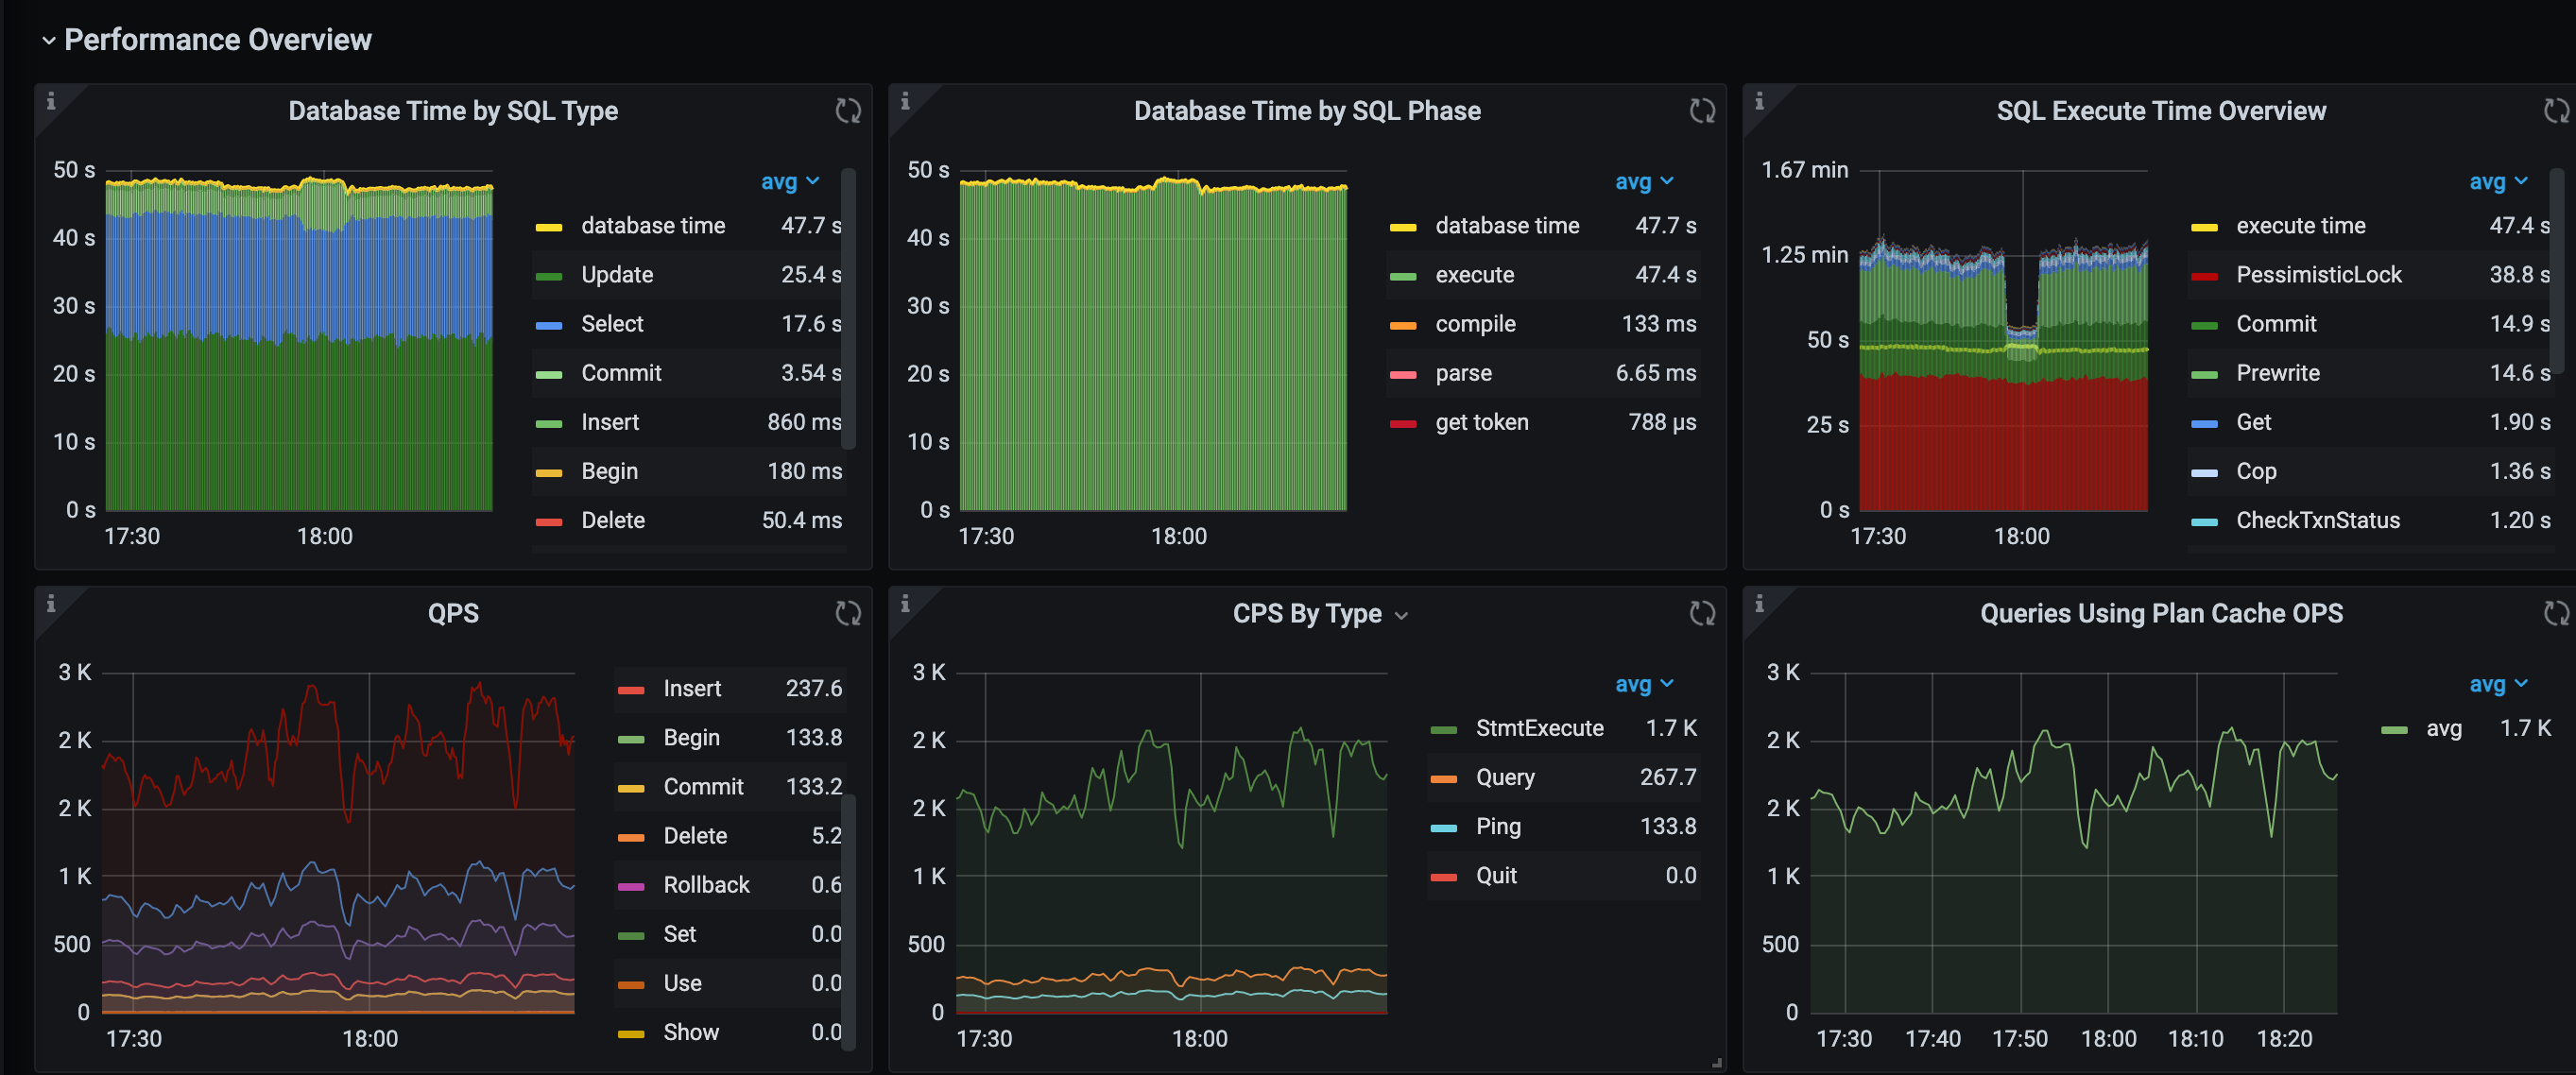 Performance Overview
Database Time by SQL Type
50 s
40 s
30 s
20 s
10 s
0 s
17:30 18:00
avg
database time 47.7 s
Update 25.4 s
Select 17.6 s
Commit 3.54 s
Insert 860 ms
Begin 180 ms
Delete 50.4 ms
Database Time by SQL Phase
50 s
40 s
30 s
20 s
10 s
0 s
17:30 18:00
avg
database time 47.7 s
execute 47.4 s
compile 133 ms
parse 6.65 ms
get token 788 µs
SQL Execute Time Overview
1.67 min
1.25 min
50 s
25 s
0 s
17:30 18:00
avg
execute time 47.4 s
PessimisticLock 38.8 s
Commit 14.9 s
Prewrite 14.6 s
Get 1.90 s
Cop 1.36 s
CheckTxnStatus 1.20 s
QPS
3 K
2 K
2 K
1 K
500
0
17:30 18:00
Insert 237.6
Begin 133.8
Commit 133.2
Delete 5.2
Rollback 0.6
Set 0.0
Use 0.0
Show 0.0
CPS By Type
3 K
2 K
2 K
1 K
500
0
17:30 18:00
avg
StmtExecute 1.7 K
Query 267.7
Ping 133.8
Quit 0.0
Queries Using Plan Cache OPS
3 K
2 K
2 K
1 K
500
0
17:30 17:40 17:50 18:00 18:10 18:20
avg
avg 1.7 K